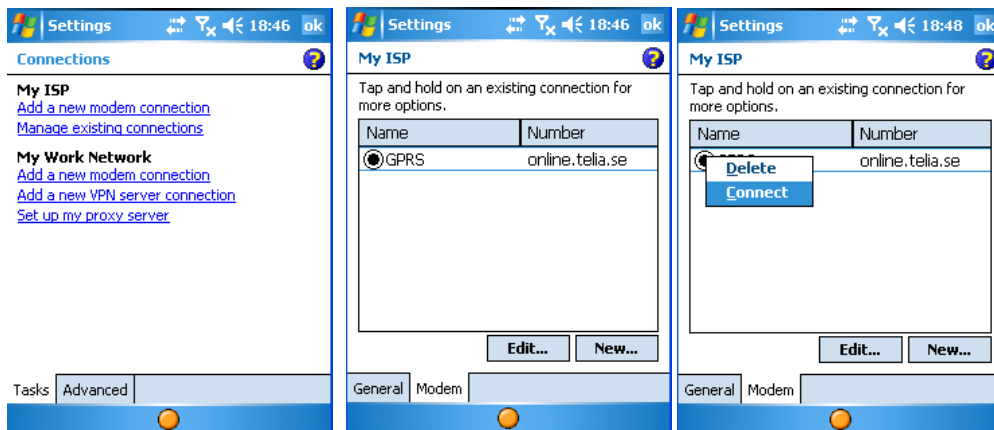 Settings 18:46 ok
Connections
My ISP
Add a new modem connection
Manage existing connections
My Work Network
Add a new modem connection
Add a new VPN server connection
Set up my proxy server
Tasks Advanced
Settings 18:46 ok
My ISP
Tap and hold on an existing connection for
more options.
Name Number
GPRS online.telia.se
Edit... New...
General Modem
Settings 18:48 ok
My ISP
Tap and hold on an existing connection for
more options.
Name Number
online.telia.se
Delete
Connect
Edit... New...
General Modem